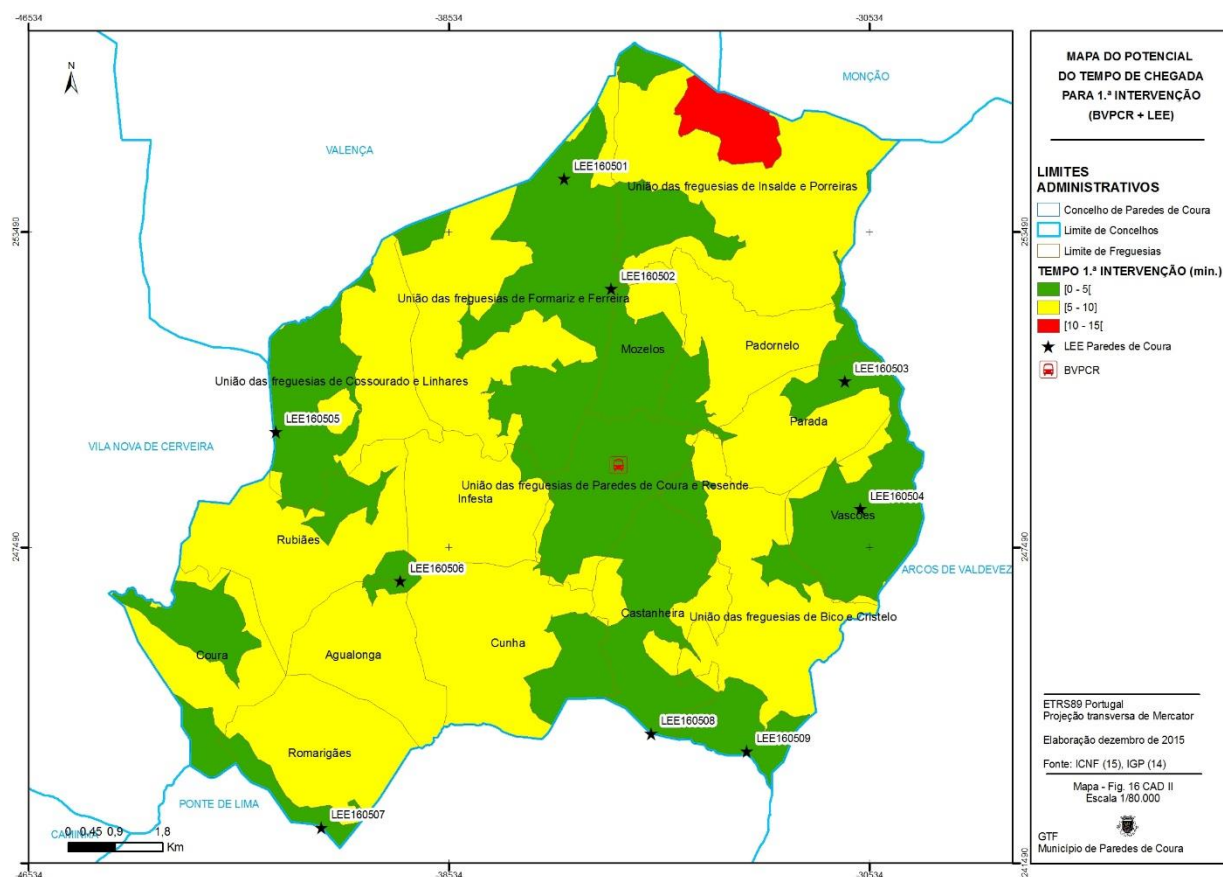 -46534
-38534
-30534
N
MONÇÃO
VALENÇA
LEE160501
União das freguesias de Insalde e Porreiras
253490
253490
LEE160502
União das freguesias de Formariz e Ferreira
Mozelos
Padornelo
LEE160503
União das freguesias de Cossourado e Linhares
LEE160505
Parada
VILA NOVA DE CERVEIRA
União das freguesias de Paredes de Coura e Resende
Infesta
LEE160504
Vascões
Rubiães
247490
247490
LEE160506
ARCOS DE VALDEVEZ
Castanheira
União das freguesias de Bico e Cristelo
Cunha
Coura
Agualonga
LEE160508
LEE160509
Romarigães
PONTE DE LIMA
LEE160507
CAMINHA
0 0,45 0,9 1,8
Km
241490
241490
-46534
-38534
-30534
MAPA DO POTENCIAL
DO TEMPO DE CHEGADA
PARA 1.ª INTERVENÇÃO
(BVPCR + LEE)
LIMITES
ADMINISTRATIVOS
Concelho de Paredes de Coura
Limite de Concelhos
Limite de Freguesias
TEMPO 1.ª INTERVENÇÃO (min.)
[0 - 5[
[5 - 10]
[10 - 15[
LEE Paredes de Coura
BVPCR
ETRS89 Portugal
Projeção transversa de Mercator
Elaboração dezembro de 2015
Fonte: ICNF (15), IGP (14)
Mapa - Fig. 16 CAD II
Escala 1/80.000
GTF
Município de Paredes de Coura